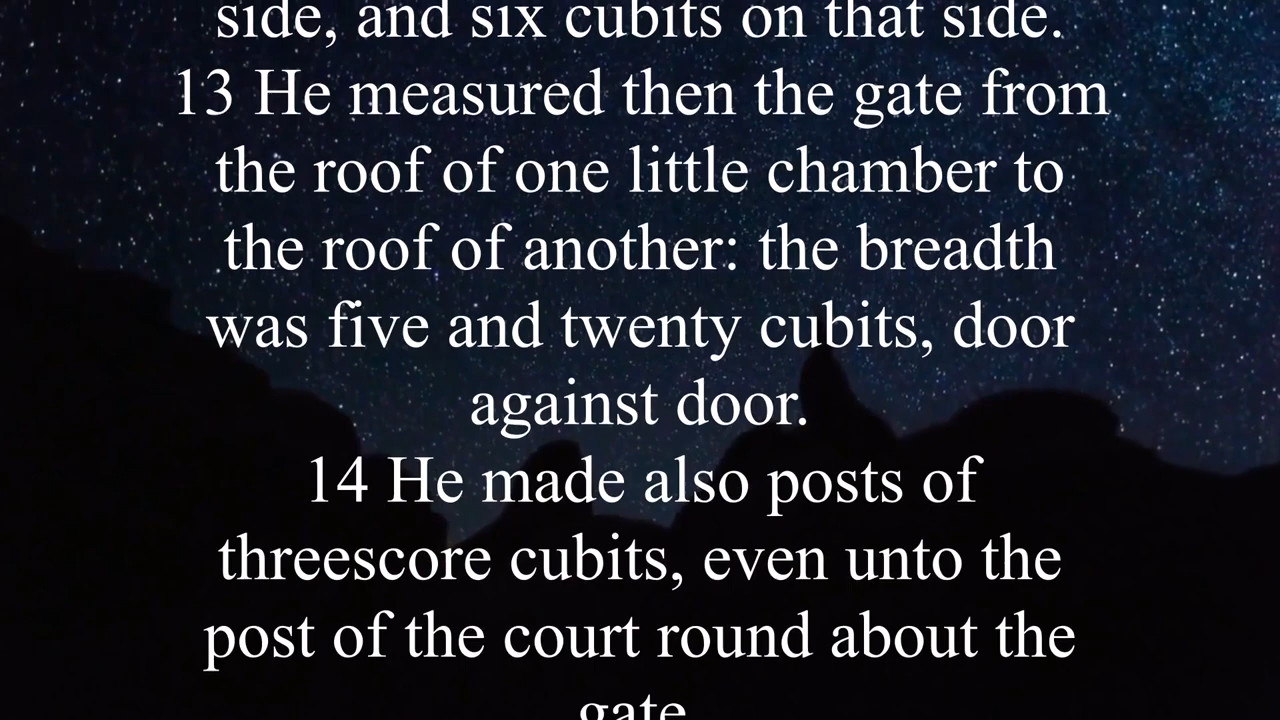 side, and six cubits on that side.
13 He measured then the gate from
the roof of one little chamber to
the roof of another: the breadth
was five and twenty cubits, door
against door.
14 He made also posts of
threescore cubits, even unto the
post of the court round about the
gate.